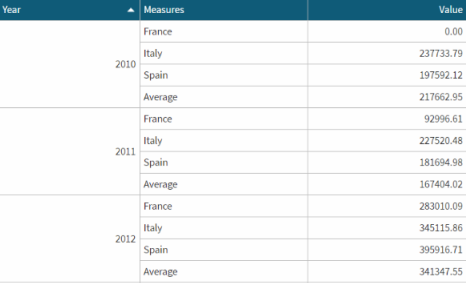 Year Measures Value
France 0.00
Italy 237733.79
2010
Spain 197592.12
Average 217662.95
France 92996.61
Italy 227520.48
2011
Spain 181694.98
Average 167404.02
France 283010.09
Italy 345115.86
2012
Spain 395916.71
Average 341347.55